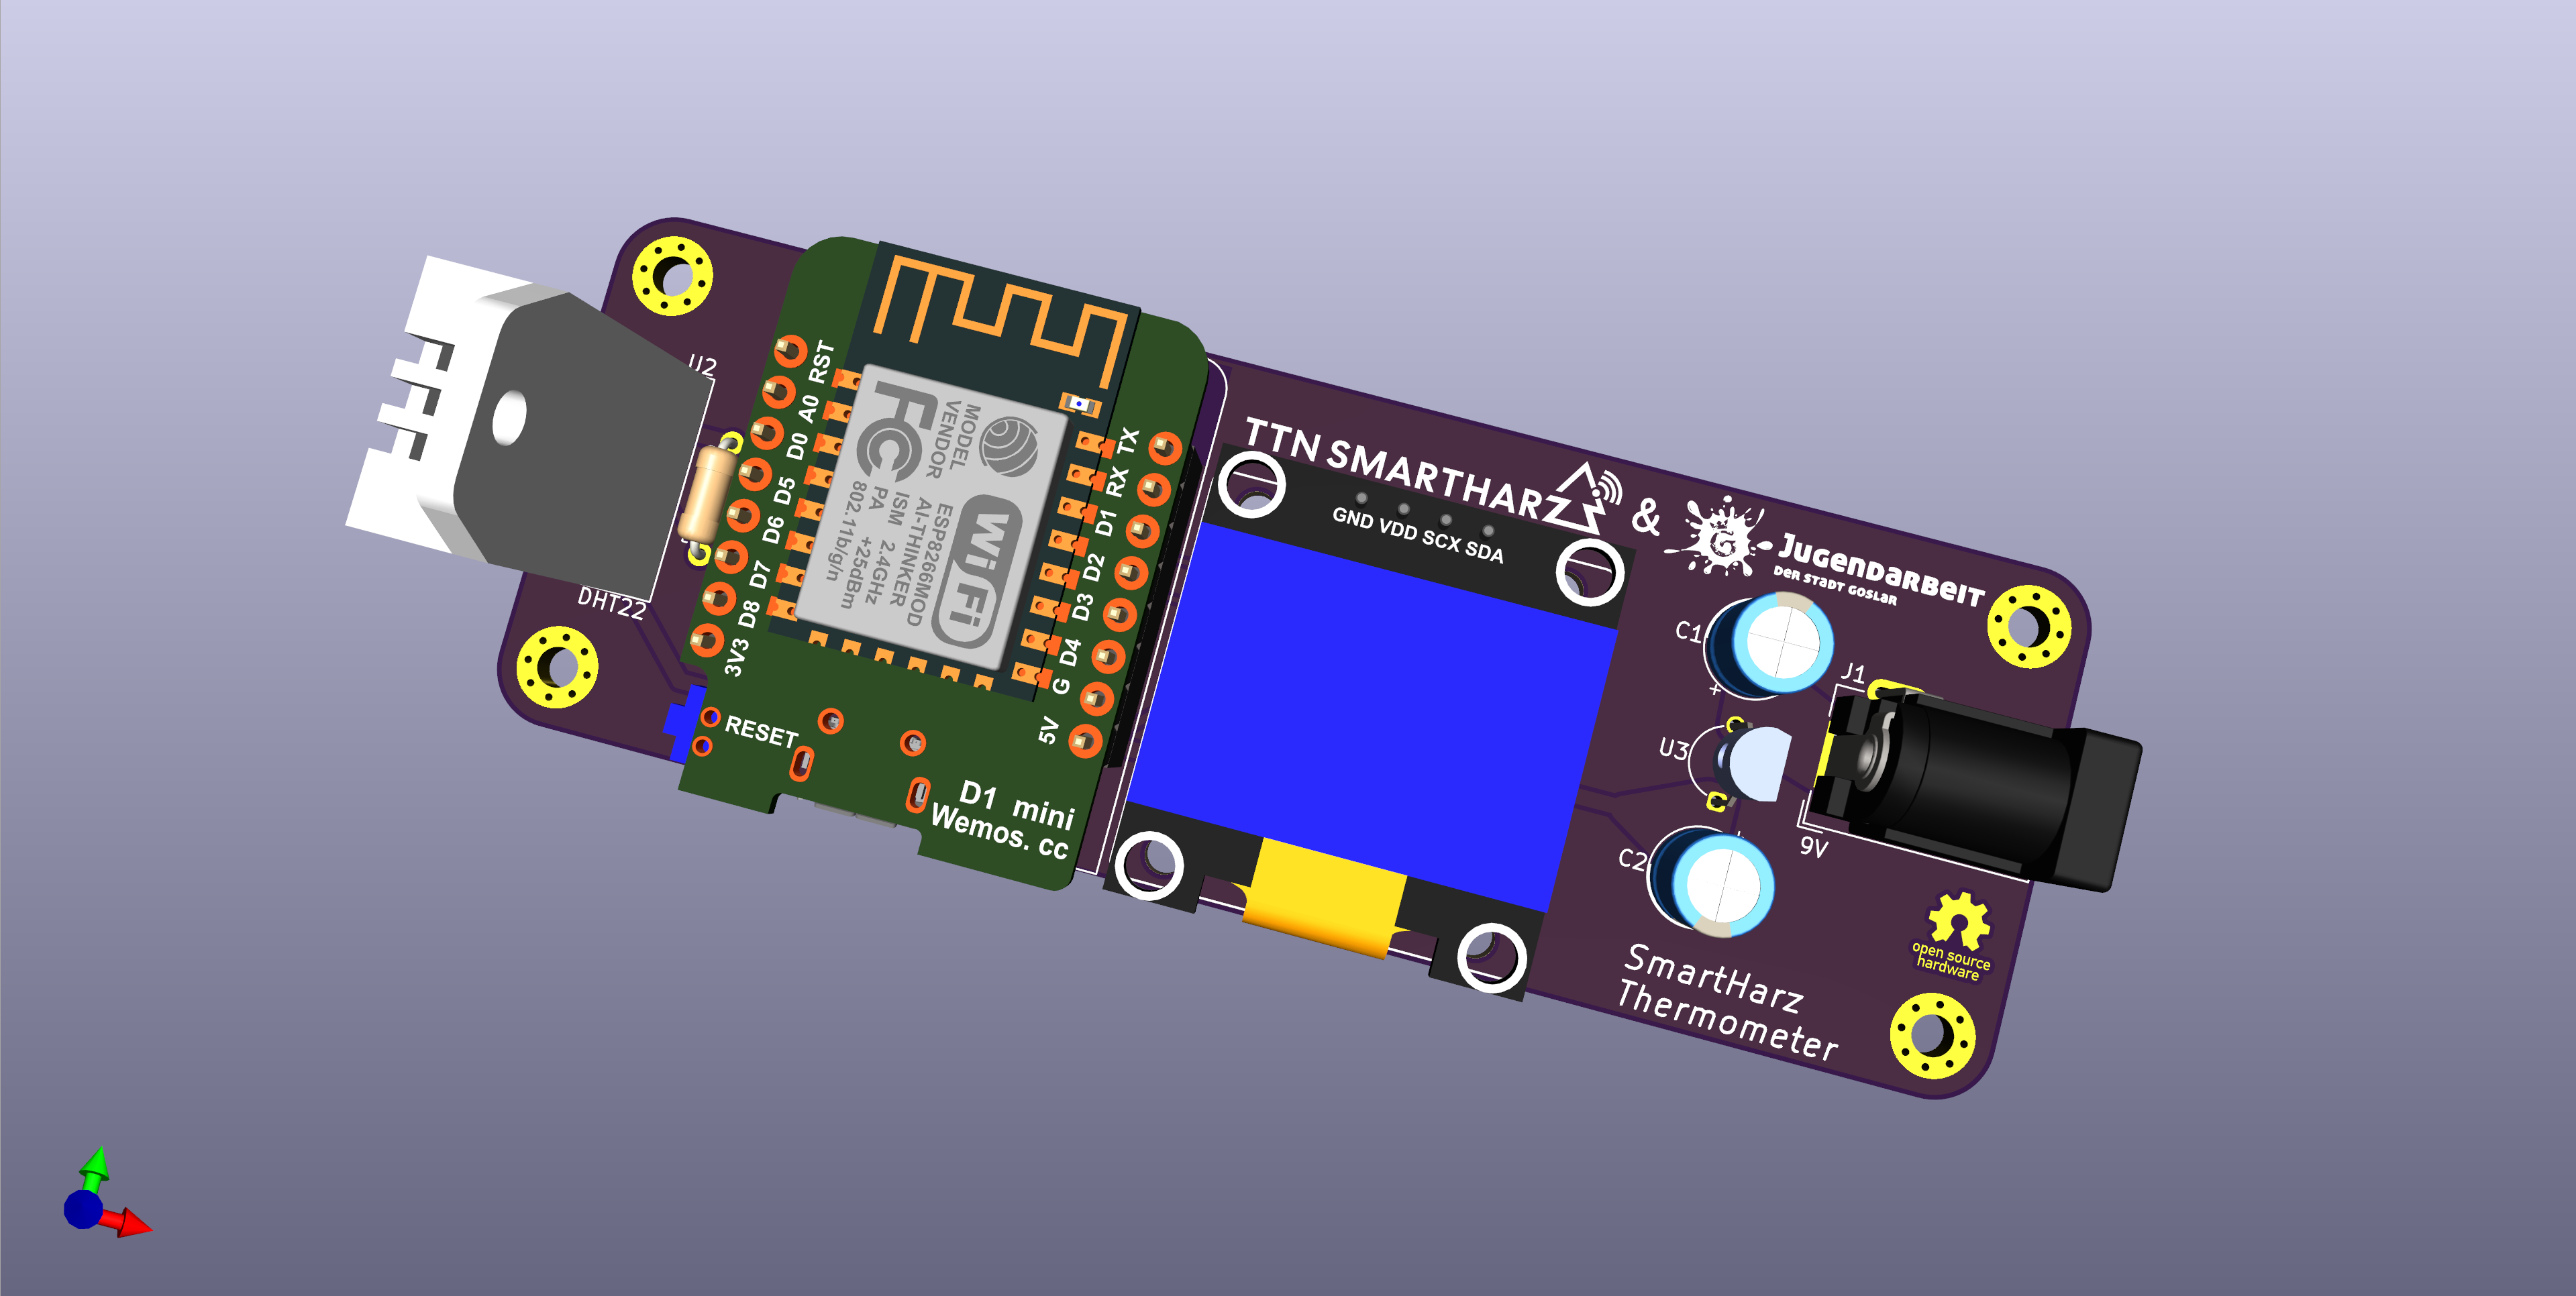 U2
DHT22
RST
A0
D0
D5
D6
D7
D8
3V3
TX
RX
D1
D2
D3
D4
G
5V
FC
MODEL
VENDOR
WiFi
ESP8266MOD
AI-THINKER
ISM 2.4GHz
PA +25dBm
802.11b/g/n
RESET
D1 mini
Wemos. cc
TTN SMARTHARZ &
JUGENDARBEIT
DER STADT GOSLAR
GND VDD SCX SDA
C1
+
J1
U3
9V
C2
open source
hardware
SmartHarz
Thermometer